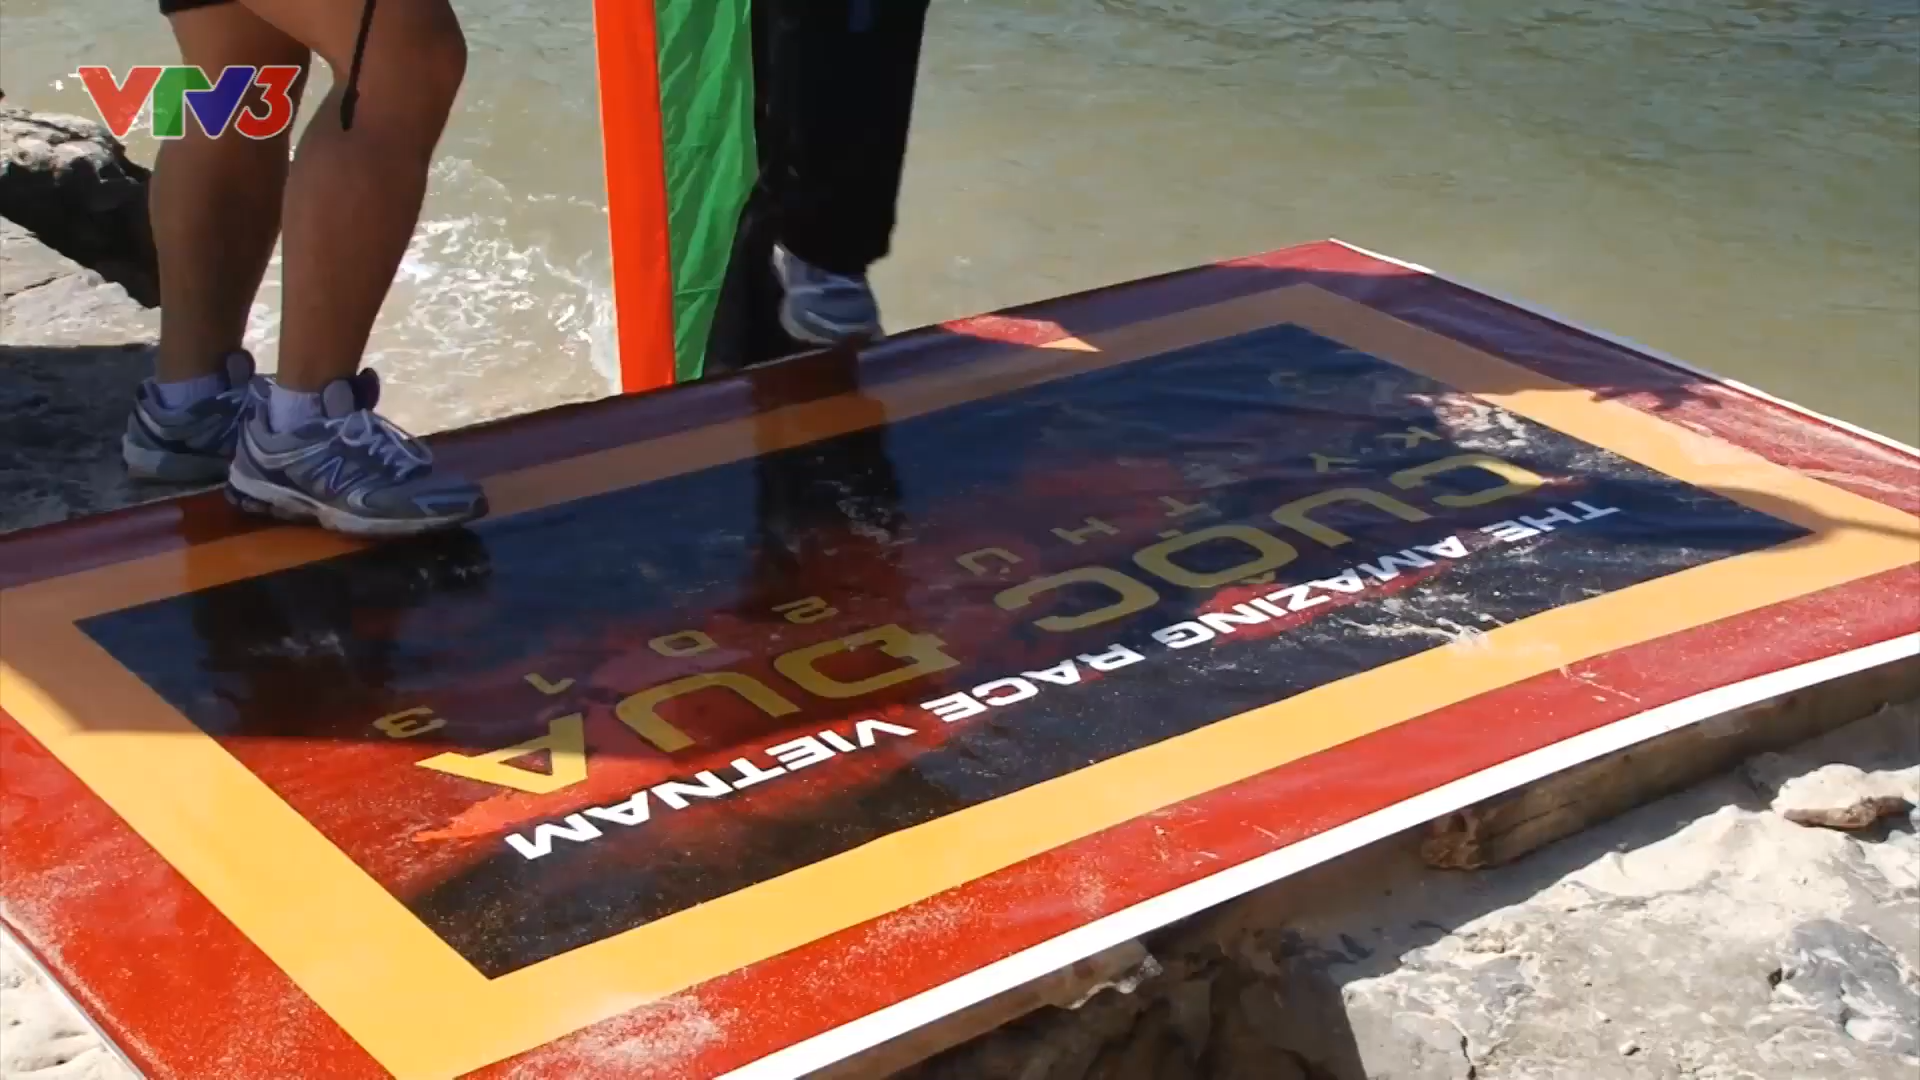 VTV3
CUỘC ĐUA
KỲ THÚ 2013
THE AMAZING RACE VIETNAM
N